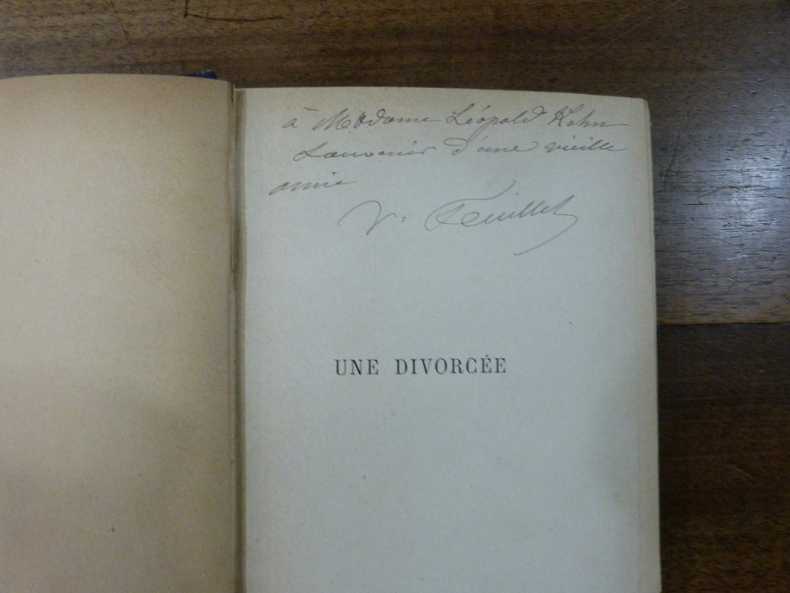 à Madame Léopold Kahn
Souvenir d'une vieille
amie
V. Feuillet
UNE DIVORCÉE